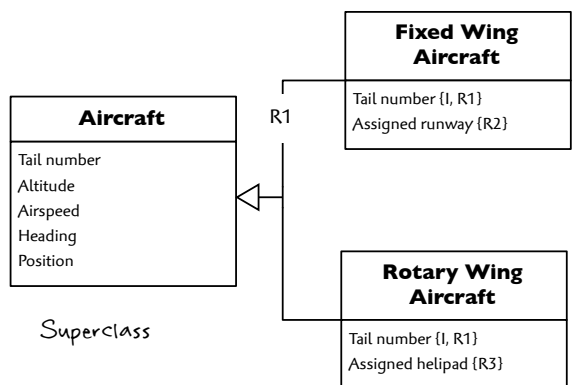 Aircraft
Tail number
Altitude
Airspeed
Heading
Position
Superclass
R1
Fixed Wing
Aircraft
Tail number {I, R1}
Assigned runway {R2}
Rotary Wing
Aircraft
Tail number {I, R1}
Assigned helipad {R3}